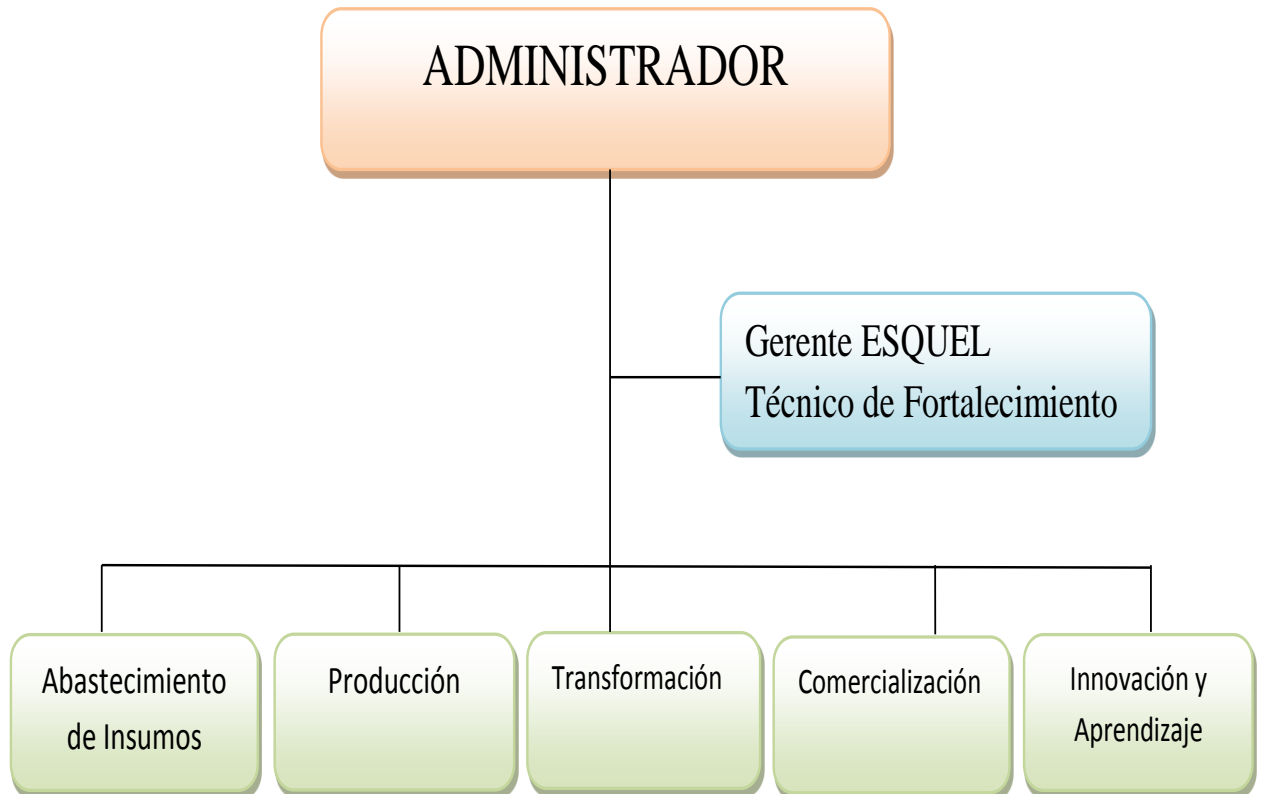 ADMINISTRADOR
Gerente ESQUEL
Técnico de Fortalecimiento
Abastecimiento
de Insumos
Producción
Transformación
Comercialización
Innovación y
Aprendizaje